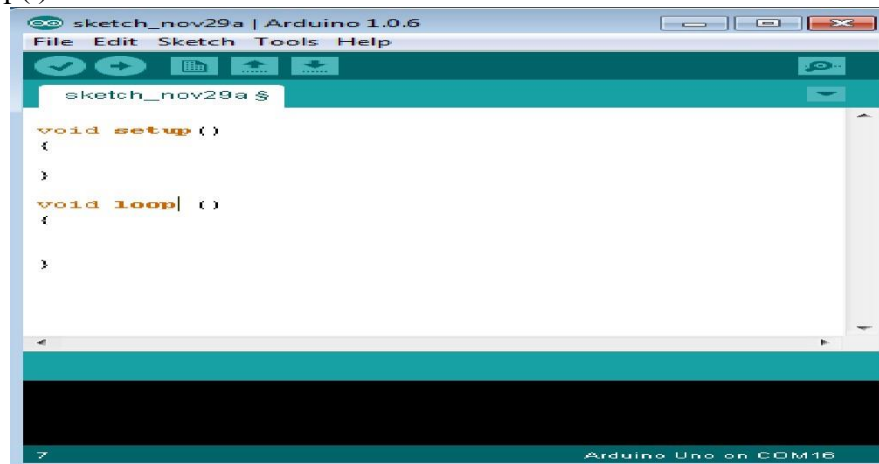 sketch_nov29a | Arduino 1.0.6
File Edit Sketch Tools Help
sketch_nov29a §
void setup()
{
}
void loop ()
{
}
7
Arduino Uno on COM16